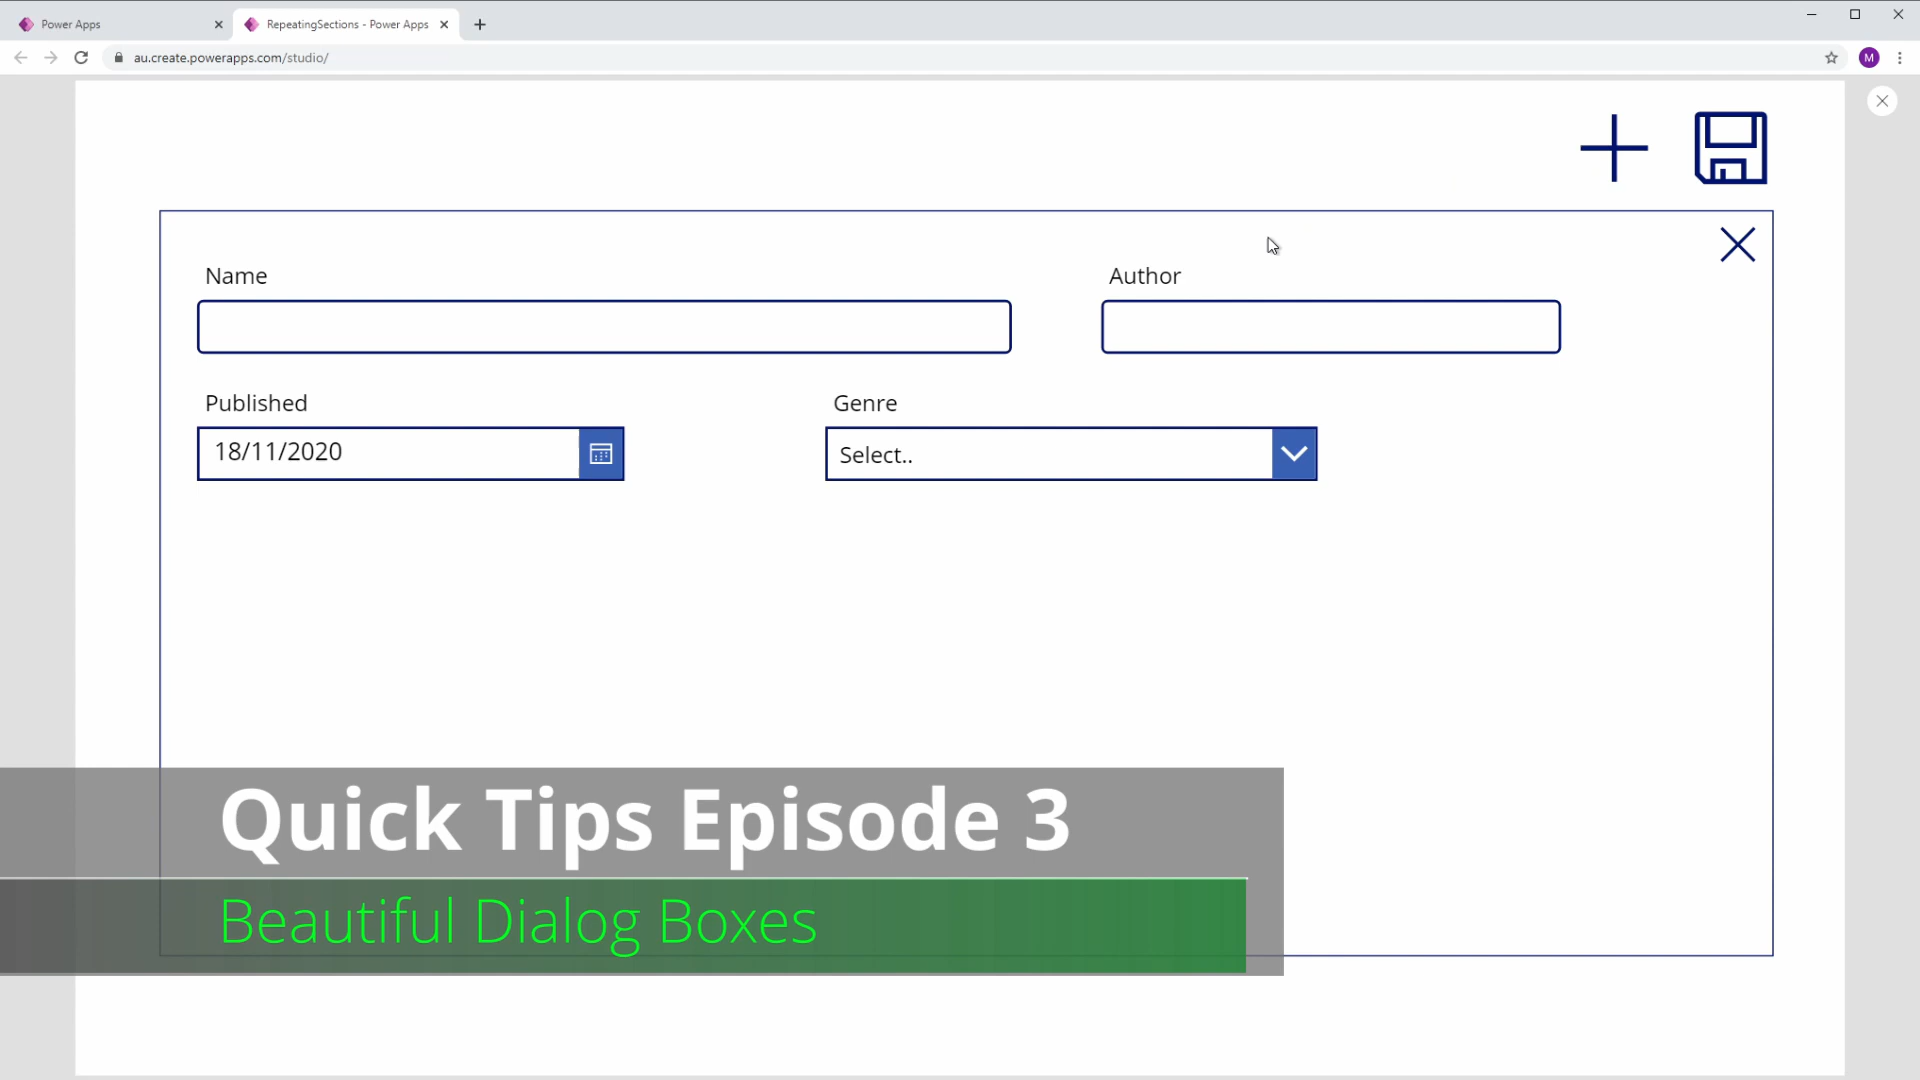 Power Apps
RepeatingSections - Power Apps
au.create.powerapps.com/studio/
M
Name
Author
Published
Genre
18/11/2020
Select..
Quick Tips Episode 3
Beautiful Dialog Boxes